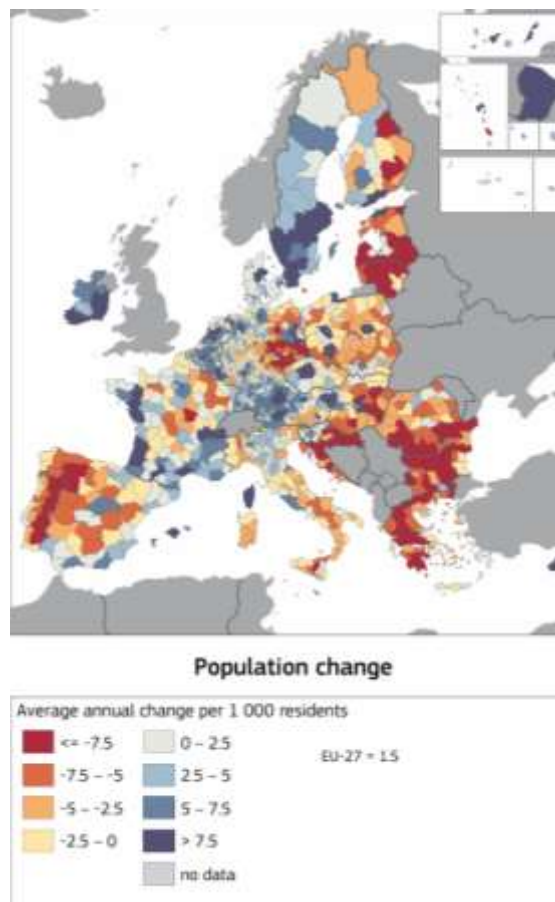 Population change
Average annual change per 1 000 residents
<= -7.5
-7.5 – -5
-5 – -2.5
-2.5 – 0
0 – 2.5
2.5 – 5
5 – 7.5
> 7.5
no data
EU-27 = 1.5